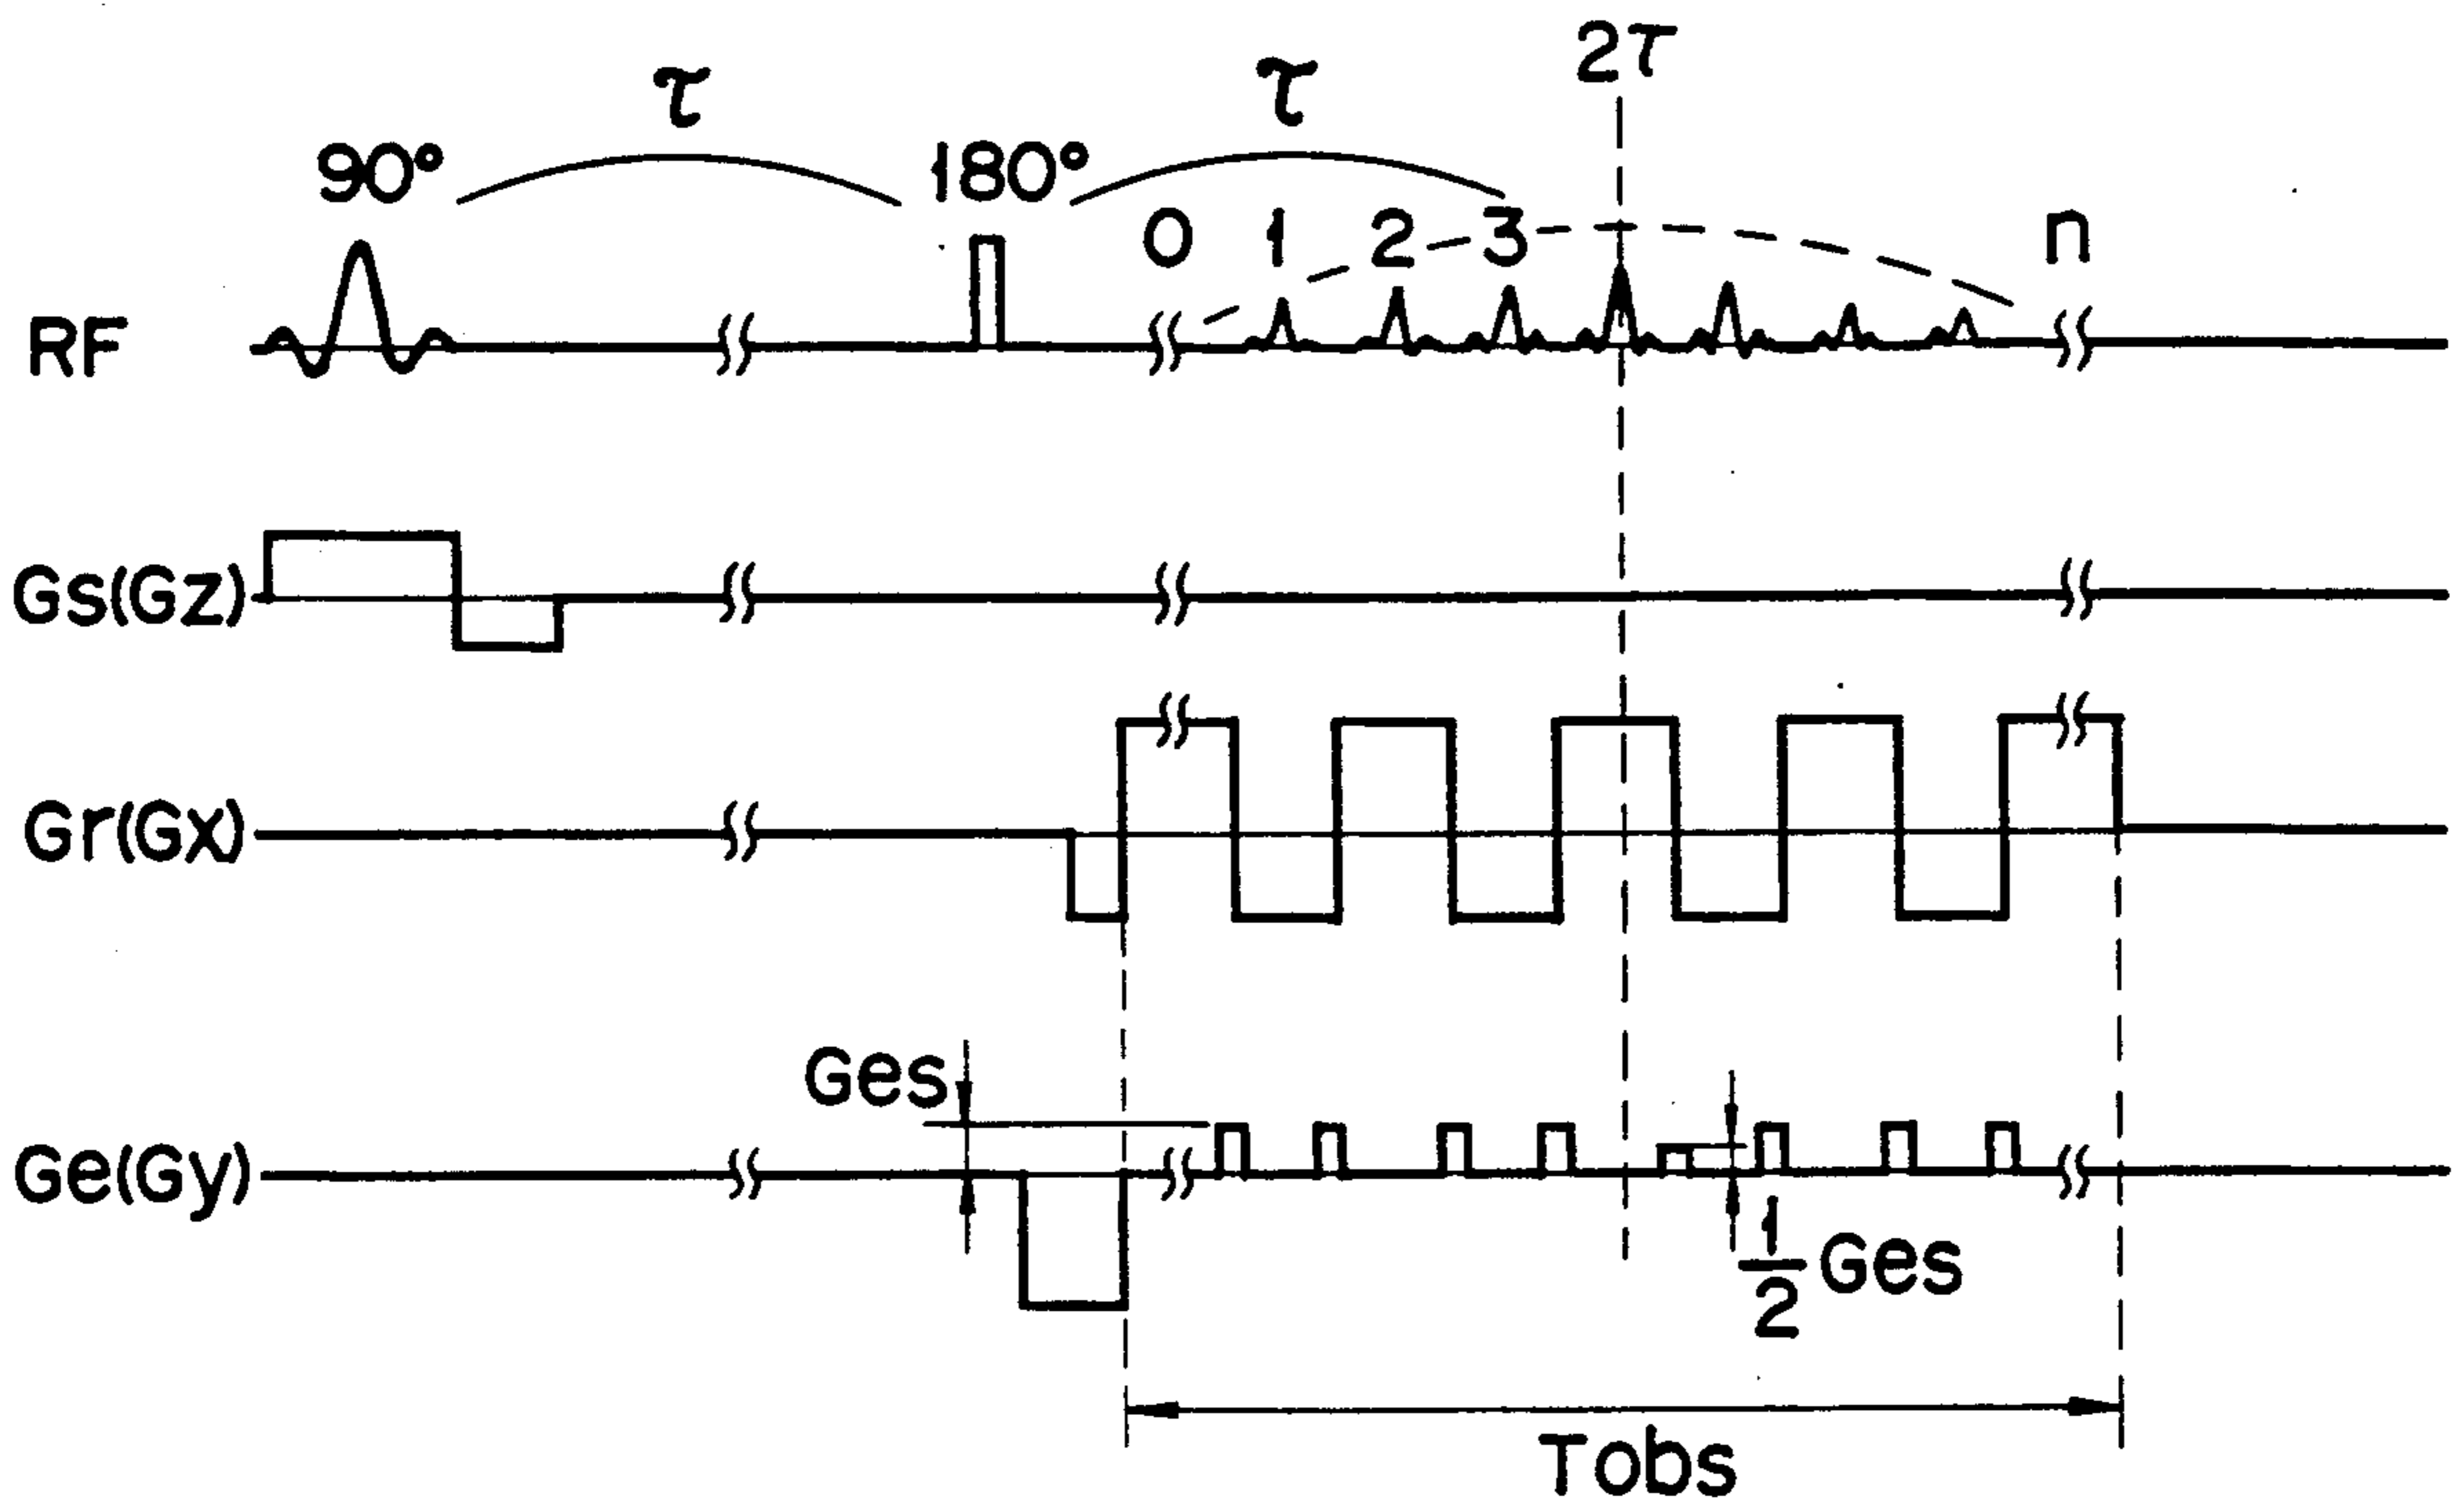 2τ
τ τ
90° 180°
0 1 2 3 n
RF
Gs(Gz)
Gr(Gx)
Ges
Ge(Gy)
1/2 Ges
Tobs